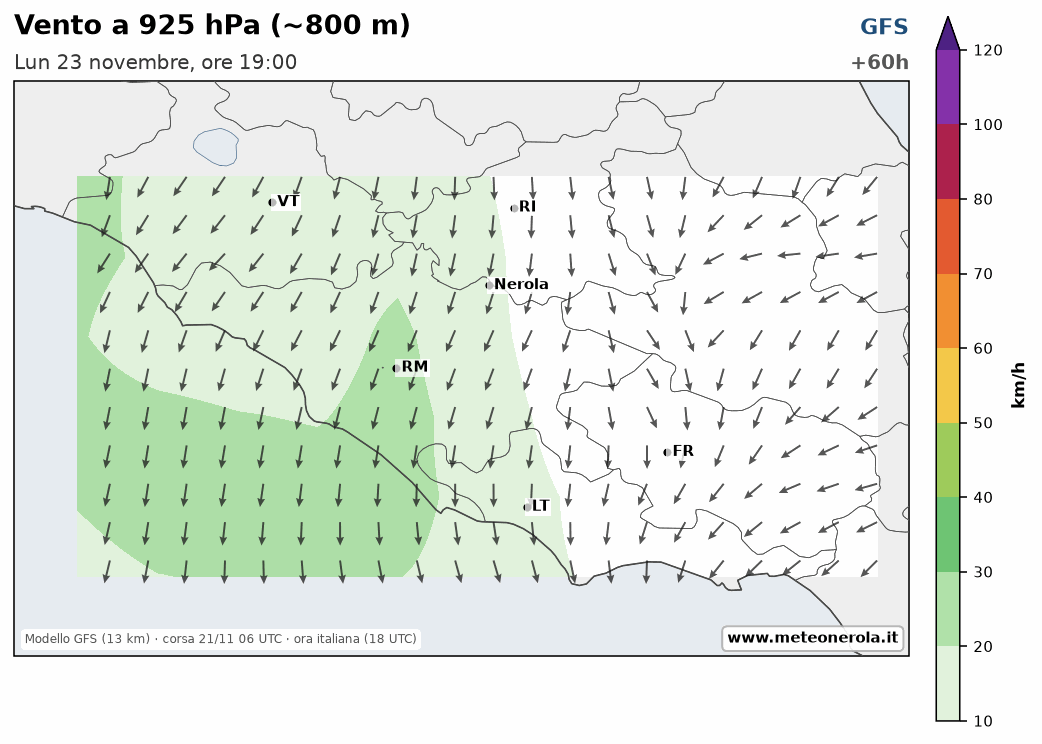 Vento a 925 hPa (~800 m)
GFS
Lun 23 novembre, ore 19:00
+60h
120
100
80
70
60
50
40
30
20
10
km/h
VT
RI
Nerola
RM
FR
LT
Modello GFS (13 km) · corsa 21/11 06 UTC · ora italiana (18 UTC)
www.meteonerola.it